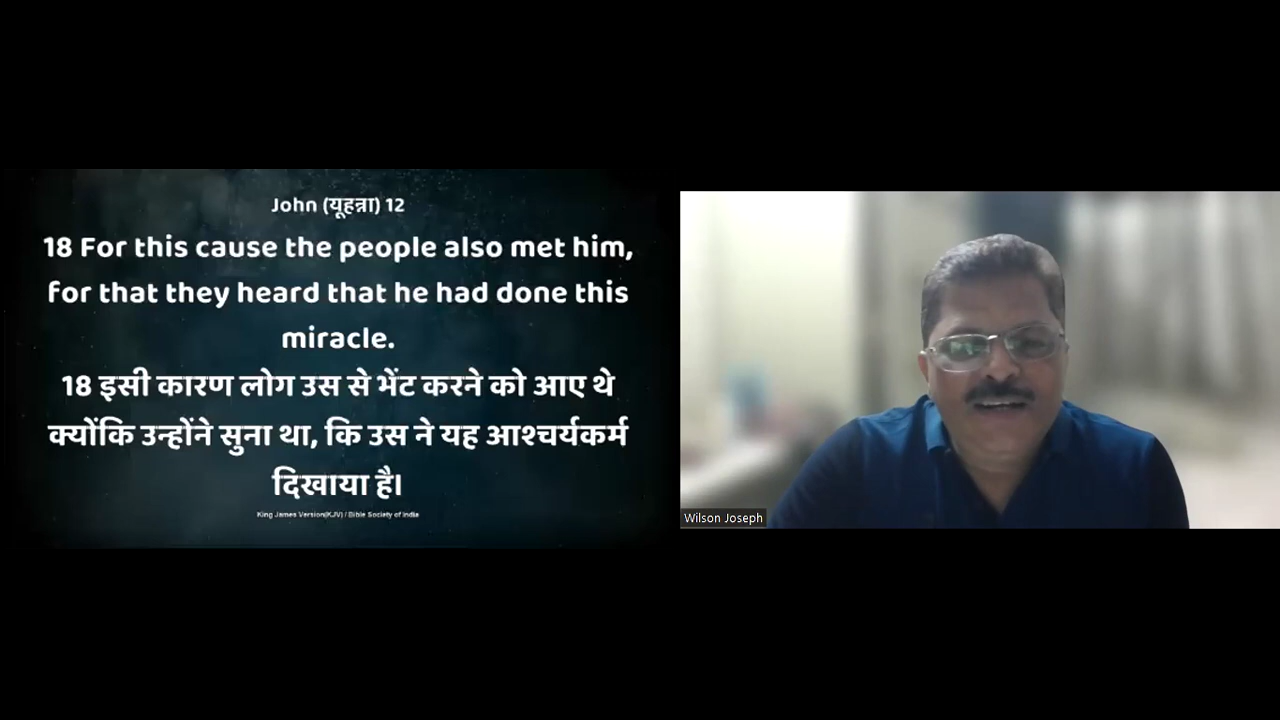 John (यूहन्ना) 12
18 For this cause the people also met him,
for that they heard that he had done this
miracle.
18 इसी कारण लोग उस से भेंट करने को आए थे
क्योंकि उन्होंने सुना था, कि उस ने यह आश्चर्यकर्म
दिखाया है।
King James Version(KJV) / Bible Society of India
Wilson Joseph